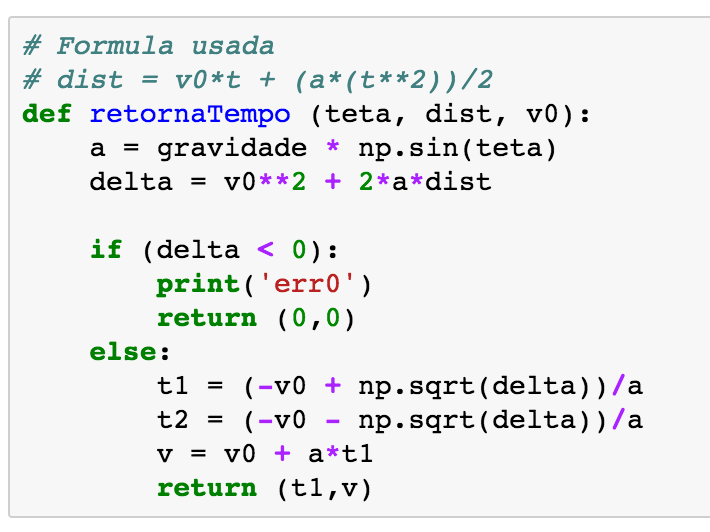 # Formula usada
# dist = v0*t + (a*(t**2))/2
def retornaTempo (teta, dist, v0):
    a = gravidade * np.sin(teta)
    delta = v0**2 + 2*a*dist

    if (delta < 0):
        print('err0')
        return (0,0)
    else:
        t1 = (-v0 + np.sqrt(delta))/a
        t2 = (-v0 - np.sqrt(delta))/a
        v = v0 + a*t1
        return (t1,v)